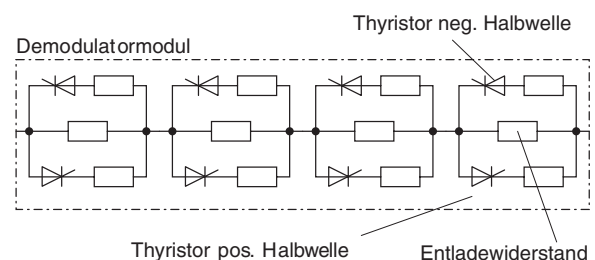 Thyristor neg. Halbwelle
Demodulatormodul
Thyristor pos. Halbwelle
Entladewiderstand